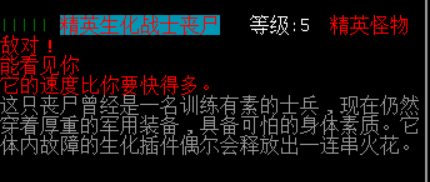 ||||| 精英生化战士丧尸 等级:5 精英怪物
敌对！
能看见你
它的速度比你要快得多。
这只丧尸曾经是一名训练有素的士兵，现在仍然
穿着厚重的军用装备，具备可怕的身体素质。它
体内故障的生化插件偶尔会释放出一连串火花。